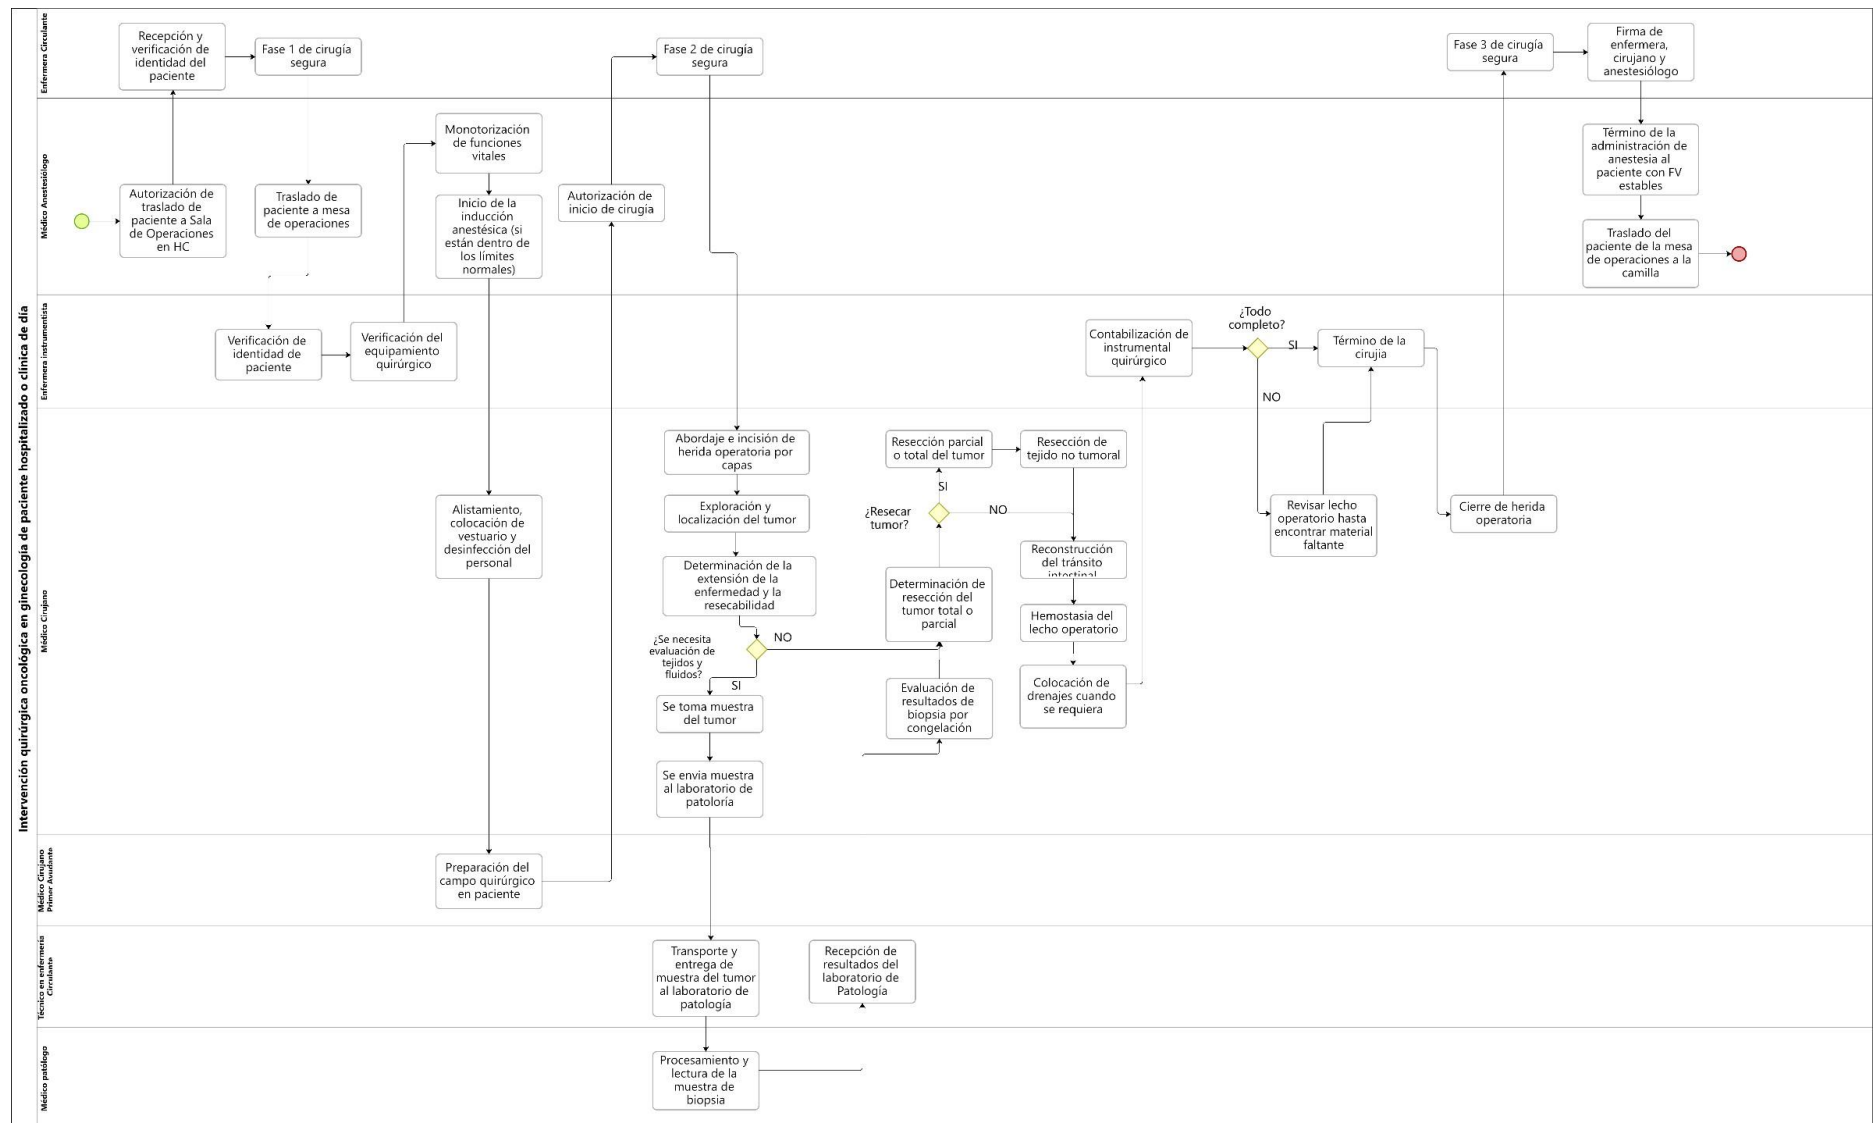 Intervención quirúrgica oncológica en ginecología de paciente hospitalizado o clínica de día
Enfermera Circulante
Recepción y
verificación de
identidad del
paciente
Fase 1 de cirugía
segura
Fase 2 de cirugía
segura
Fase 3 de cirugía
segura
Firma de
enfermera,
cirujano y
anestesiólogo
Médico Anestesiólogo
Autorización de
traslado de
paciente a Sala
de Operaciones
en HC
Traslado de
paciente a mesa
de operaciones
Monotorización
de funciones
vitales
Inicio de la
inducción
anestésica (si
están dentro de
los límites
normales)
Autorización de
inicio de cirugía
Término de la
administración de
anestesia al
paciente con FV
estables
Traslado del
paciente de la mesa
de operaciones a la
camilla
Enfermera instrumentista
Verificación de
identidad de
paciente
Verificación del
equipamiento
quirúrgico
Contabilización de
instrumental
quirúrgico
¿Todo
completo?
SI
NO
Término de la
cirujia
Médico Cirujano
Alistamiento,
colocación de
vestuario y
desinfección del
personal
Abordaje e incisión de
herida operatoria por
capas
Exploración y
localización del tumor
Determinación de la
extensión de la
enfermedad y la
resecabilidad
¿Se necesita
evaluación de
tejidos y
fluidos?
NO
SI
Se toma muestra
del tumor
Se envia muestra
al laboratorio de
patoloría
Resección parcial
o total del tumor
Resección de
tejido no tumoral
SI
¿Resecar
tumor?
NO
Determinación de
resección del
tumor total o
parcial
Evaluación de
resultados de
biopsia por
congelación
Reconstrucción
del tránsito
intestinal
Hemostasia del
lecho operatorio
Colocación de
drenajes cuando
se requiera
Revisar lecho
operatorio hasta
encontrar material
faltante
Cierre de herida
operatoria
Médico Cirujano
Primer Ayudante
Preparación del
campo quirúrgico
en paciente
Técnico en enfermería
Circulante
Transporte y
entrega de
muestra del tumor
al laboratorio de
patología
Recepción de
resultados del
laboratorio de
Patología
Médico patólogo
Procesamiento y
lectura de la
muestra de
biopsia